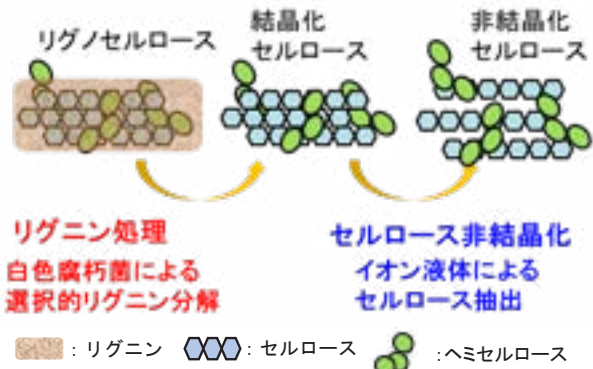 リグノセルロース
結晶化
セルロース
非結晶化
セルロース
リグニン処理
白色腐朽菌による
選択的リグニン分解
セルロース非結晶化
イオン液体による
セルロース抽出
：リグニン
：セルロース
:ヘミセルロース